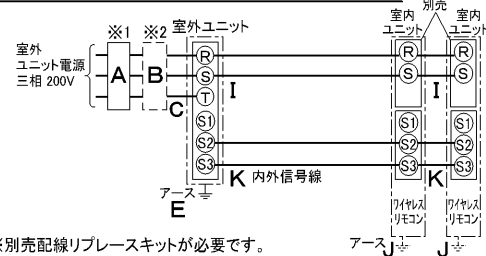 別売
※1 ※2 室外ユニット 室内ユニット 室内ユニット
室外
ユニット電源
三相 200V
A B R R R
S I S I S
C T
S1 S1 S1
S2 S2 S2
S3 K 内外信号線 S3 K S3
アース
E
ワイヤレス
リモコン
ワイヤレス
リモコン
※別売配線リプレースキットが必要です。
アース J J